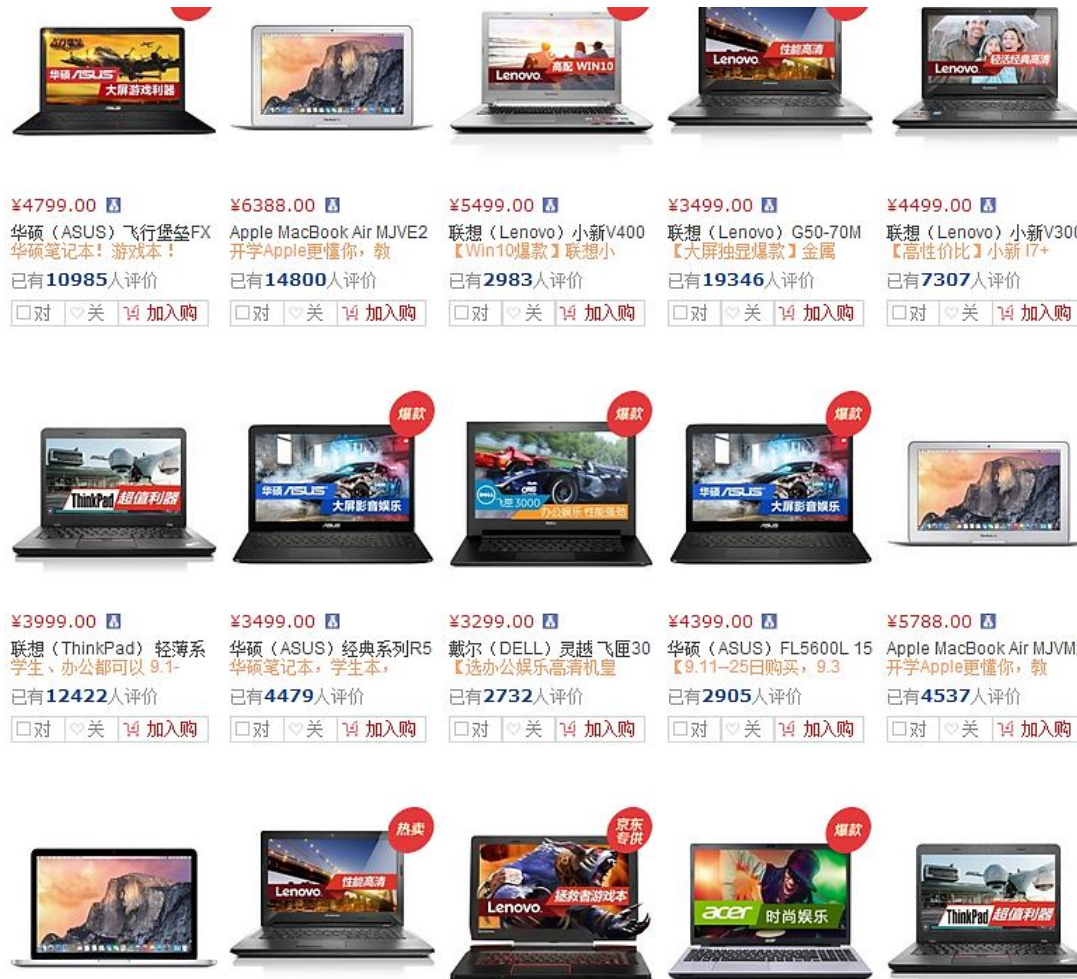 华硕 ASUS
大屏游戏利器
Lenovo
高配 WIN10
Lenovo
性能高清
Lenovo
轻活经典高清
¥4799.00
华硕（ASUS）飞行堡垒FX
华硕笔记本！游戏本！
已有10985人评价
对 关 加入购
¥6388.00
Apple MacBook Air MJVE2
开学Apple更懂你，教
已有14800人评价
对 关 加入购
¥5499.00
联想（Lenovo）小新V400
【Win10爆款】联想小
已有2983人评价
对 关 加入购
¥3499.00
联想（Lenovo）G50-70M
【大屏独显爆款】金属
已有19346人评价
对 关 加入购
¥4499.00
联想（Lenovo）小新V300
【高性价比】小新 I7+
已有7307人评价
对 关 加入购
ThinkPad 超值利器
爆款
华硕 ASUS
大屏影音娱乐
ASUS
爆款
DELL 飞匣3000
办公娱乐 性能强劲
爆款
华硕 ASUS
大屏影音娱乐
ASUS
¥3999.00
联想（ThinkPad） 轻薄系
学生、办公都可以 9.1-
已有12422人评价
对 关 加入购
¥3499.00
华硕（ASUS）经典系列R5
华硕笔记本，学生本，
已有4479人评价
对 关 加入购
¥3299.00
戴尔（DELL）灵越 飞匣30
【选办公娱乐高清机皇
已有2732人评价
对 关 加入购
¥4399.00
华硕（ASUS）FL5600L 15
【9.11--25日购买，9.3
已有2905人评价
对 关 加入购
¥5788.00
Apple MacBook Air MJVM
开学Apple更懂你，教
已有4537人评价
对 关 加入购
热卖
Lenovo
性能高清
京东
专供
Lenovo
拯救者游戏本
爆款
acer 时尚娱乐
ThinkPad 超值利器